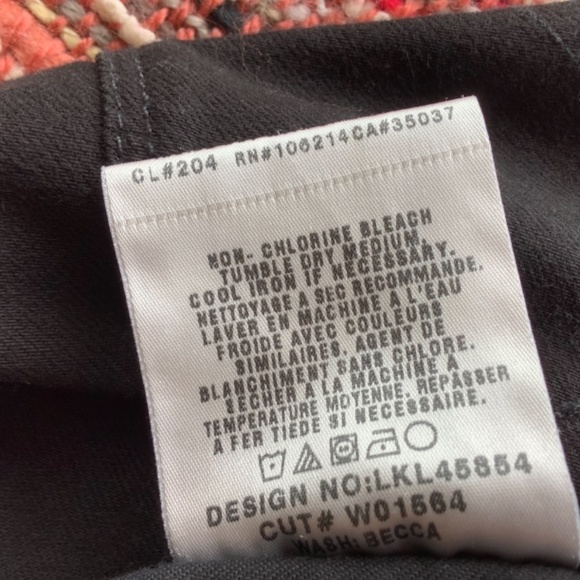 CL#204 RN#106214CA#35037
NON- CHLORINE BLEACH
TUMBLE DRY MEDIUM,
COOL IRON IF NECESSARY.
NETTOYAGE A SEC RECOMMANDE.
LAVER EN MACHINE A L'EAU
FROIDE AVEC COULEURS
SIMILAIRES. AGENT DE
BLANCHIMENT SANS CHLORE.
SECHER A LA MACHINE A
TEMPERATURE MOYENNE. REPASSER
A FER TIEDE SI NECESSAIRE.
DESIGN NO:LKL45854
CUT# W01564
WASH: BECCA